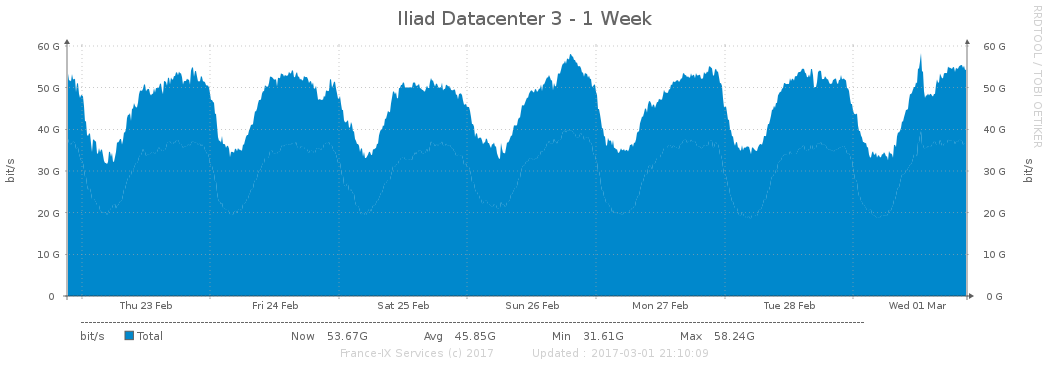 Iliad Datacenter 3 - 1 Week
RRDTOOL / TOBI OETIKER
60 G 60 G
50 G 50 G
40 G 40 G
30 G 30 G
20 G 20 G
10 G 10 G
0 0 G
bit/s bit/s
Thu 23 Feb Fri 24 Feb Sat 25 Feb Sun 26 Feb Mon 27 Feb Tue 28 Feb Wed 01 Mar
bit/s Total Now 53.67G Avg 45.85G Min 31.61G Max 58.24G
France-IX Services (c) 2017 Updated : 2017-03-01 21:10:09